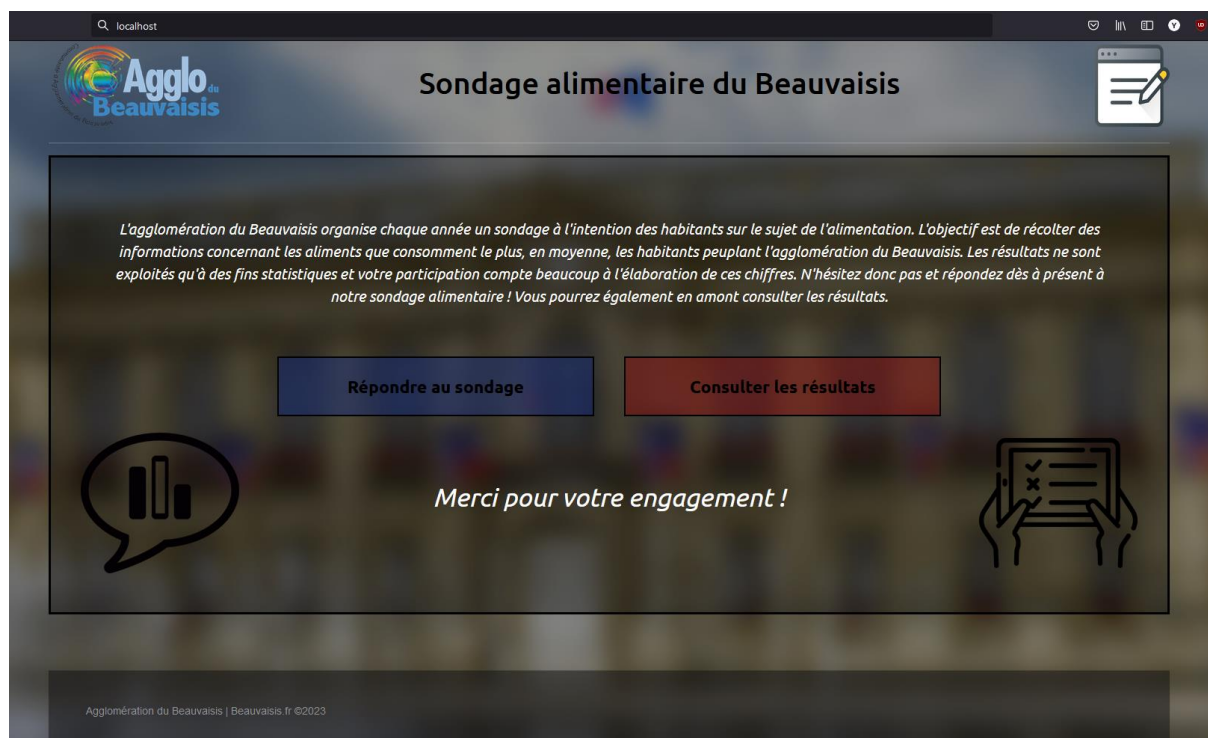 localhost
Agglo du
Beauvaisis
Sondage alimentaire du Beauvaisis
L'agglomération du Beauvaisis organise chaque année un sondage à l'intention des habitants sur le sujet de l'alimentation. L'objectif est de récolter des
informations concernant les aliments que consomment le plus, en moyenne, les habitants peuplant l'agglomération du Beauvaisis. Les résultats ne sont
exploités qu'à des fins statistiques et votre participation compte beaucoup à l'élaboration de ces chiffres. N'hésitez donc pas et répondez dès à présent à
notre sondage alimentaire ! Vous pourrez également en amont consulter les résultats.
Répondre au sondage
Consulter les résultats
Merci pour votre engagement !
Agglomération du Beauvaisis | Beauvaisis.fr ©2023